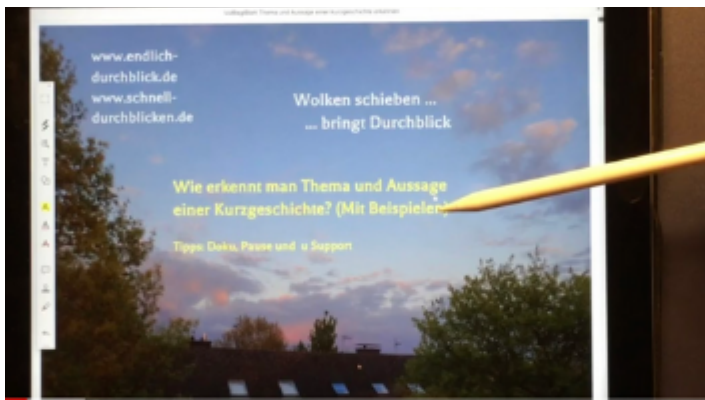 www.endlich-
durchblick.de
www.schnell-
durchblicken.de
Wolken schieben ...
.... bringt Durchblick
Wie erkennt man Thema und Aussage
einer Kurzgeschichte? (Mit Beispielen)
Tipps: Doku, Pause und u Support